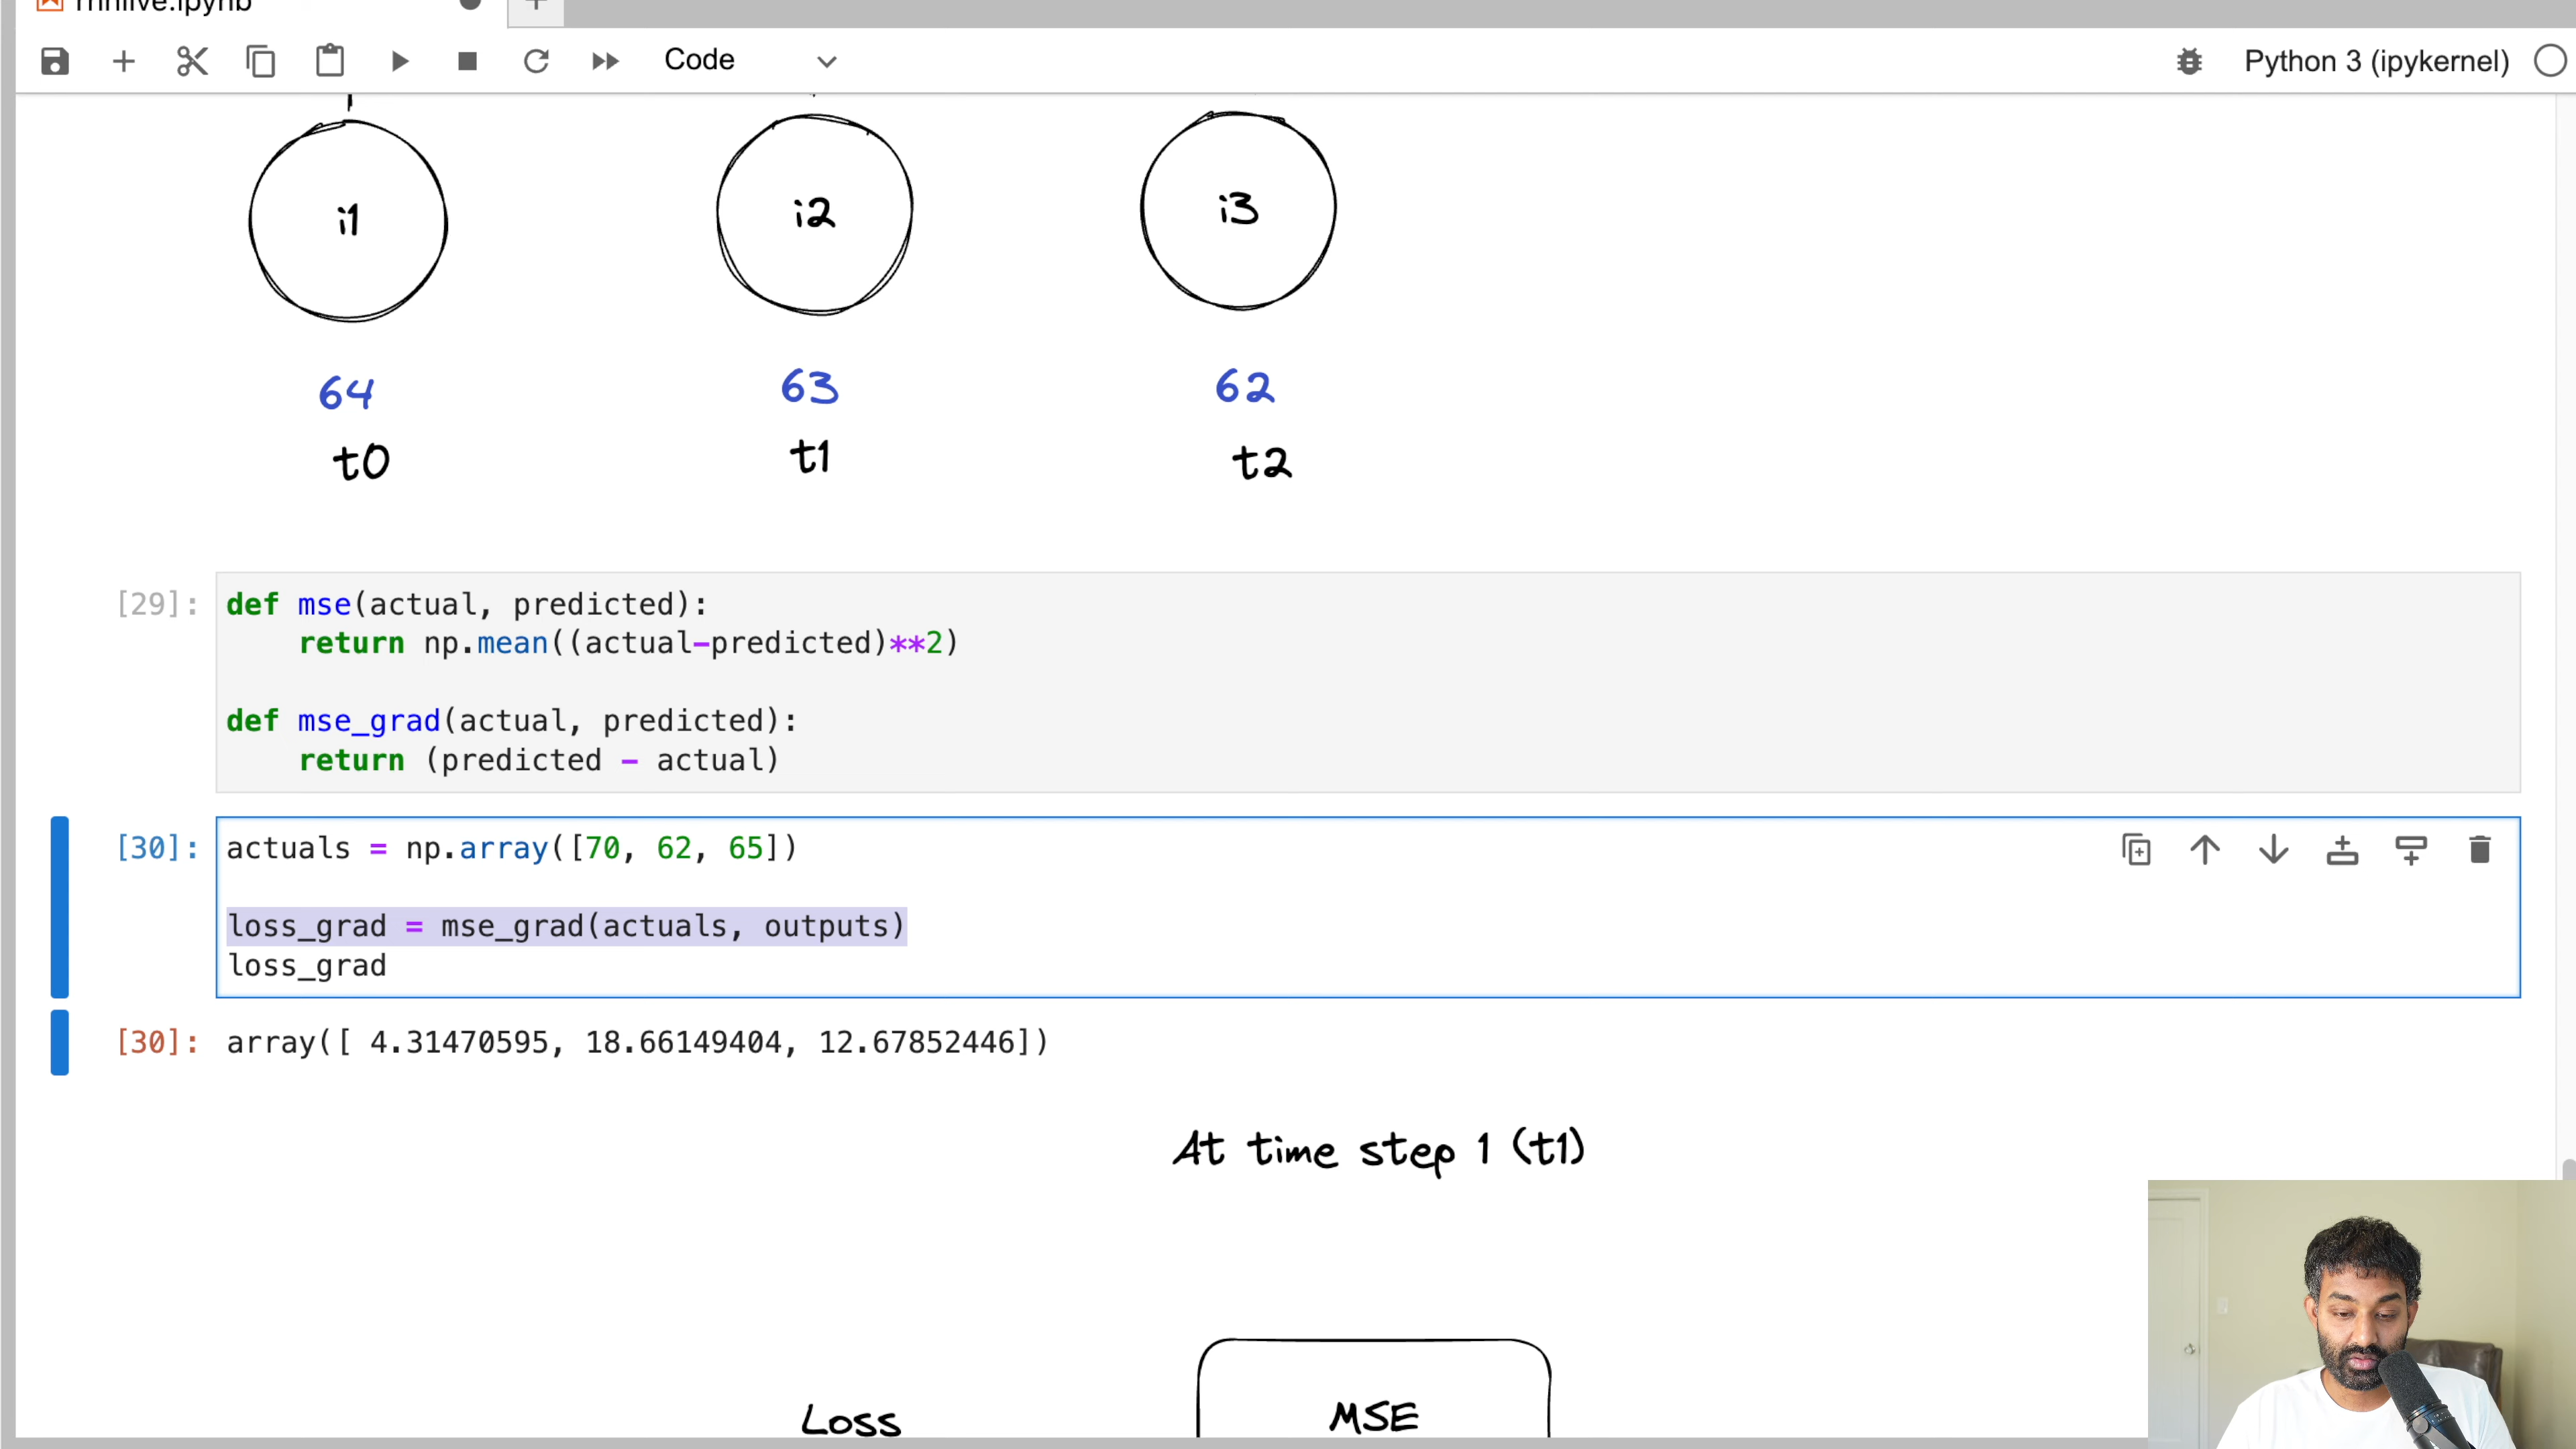 Code
Python 3 (ipykernel)
i1
i2
i3
64
63
62
t0
t1
t2
[29]:
def mse(actual, predicted):
    return np.mean((actual-predicted)**2)
def mse_grad(actual, predicted):
    return (predicted - actual)
[30]:
actuals = np.array([70, 62, 65])
loss_grad = mse_grad(actuals, outputs)
loss_grad
[30]:
array([ 4.31470595, 18.66149404, 12.67852446])
At time step 1 (t1)
Loss
MSE